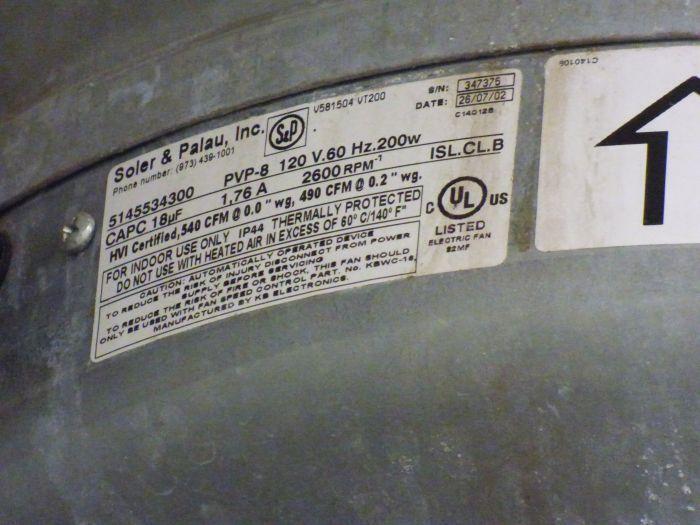 Soler & Palau, Inc.
S&P
V581504 VT200
S/N: 347375
DATE: 26/07/02
C140128
Phone number: (973) 439-1001
5145534300 PVP-8 120 V.60 Hz.200w
CAPC 18µF 1,76 A 2600 RPM⁻¹ ISL.CL.B
HVI Certified,540 CFM @ 0.0 " wg, 490 CFM @ 0.2 " wg.
FOR INDOOR USE ONLY IP44 THERMALLY PROTECTED
DO NOT USE WITH HEATED AIR IN EXCESS OF 60° C/140° F"
CAUTION: AUTOMATICALLY OPERATED DEVICE
TO REDUCE THE RISK OF INJURY DISCONNECT FROM POWER
SUPPLY BEFORE SERVICING
TO REDUCE THE RISK OF FIRE OR SHOCK, THIS FAN SHOULD
ONLY BE USED WITH FAN SPEED CONTROL PART. No. KBWC-15,
MANUFACTURED BY KB ELECTRONICS.
C UL US
LISTED
ELECTRIC FAN
82MF
C140106